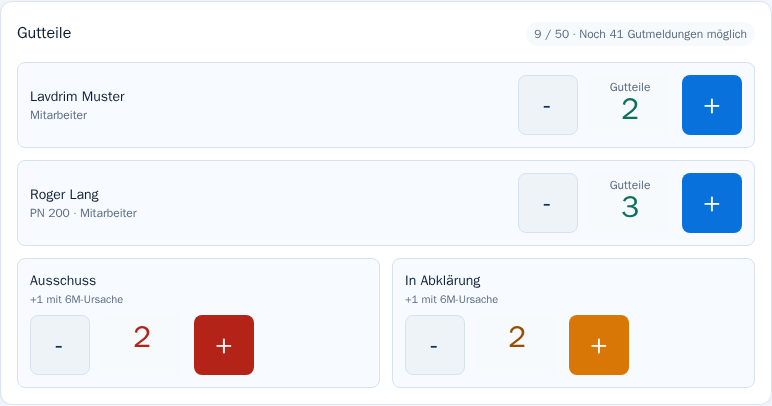 Gutteile
9 / 50 · Noch 41 Gutmeldungen möglich
Lavdrim Muster
Mitarbeiter
-
Gutteile
2
+
Roger Lang
PN 200 · Mitarbeiter
-
Gutteile
3
+
Ausschuss
+1 mit 6M-Ursache
-
2
+
In Abklärung
+1 mit 6M-Ursache
-
2
+